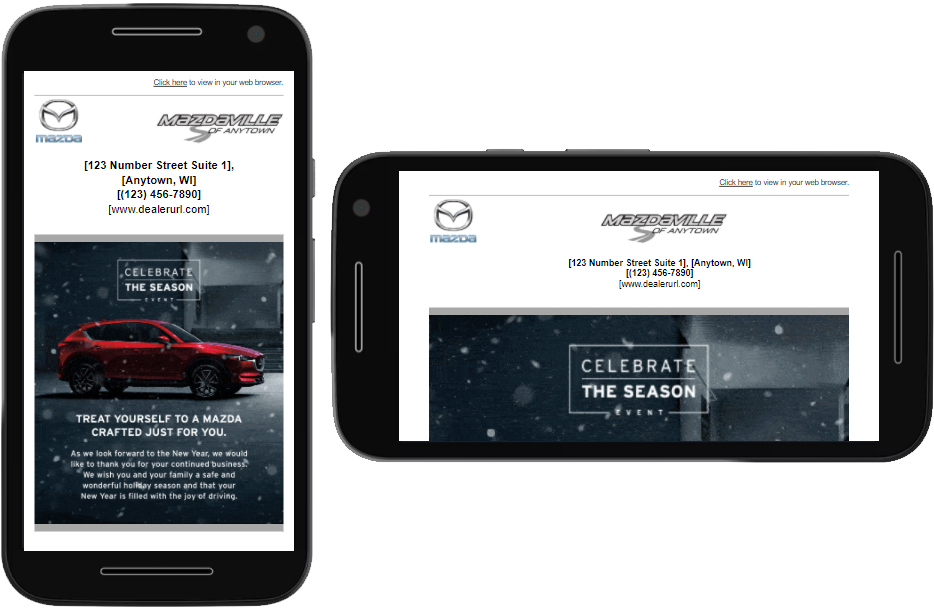 Click here to view in your web browser.
mazda
MAZDAVILLE
OF ANYTOWN
[123 Number Street Suite 1],
[Anytown, WI]
[(123) 456-7890]
[www.dealerurl.com]
CELEBRATE
THE SEASON
EVENT
TREAT YOURSELF TO A MAZDA
CRAFTED JUST FOR YOU.
As we look forward to the New Year, we would
like to thank you for your continued business.
We wish you and your family a safe and
wonderful holiday season and that your
New Year is filled with the joy of driving.
Click here to view in your web browser.
mazda
MAZDAVILLE
OF ANYTOWN
[123 Number Street Suite 1], [Anytown, WI]
[(123) 456-7890]
[www.dealerurl.com]
CELEBRATE
THE SEASON
EVENT